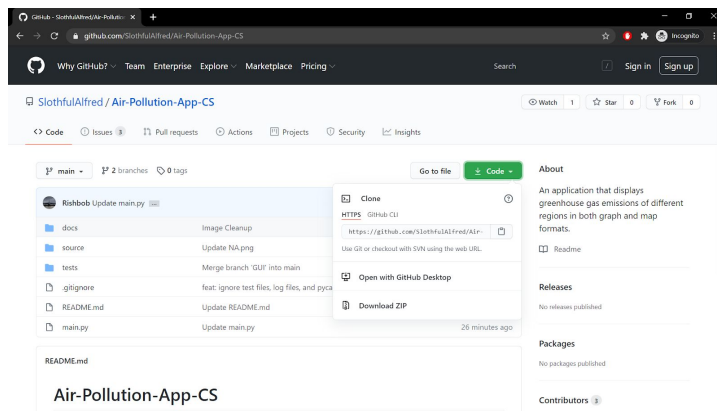 GitHub - SlothfulAlfred/Air-Pollution
github.com/SlothfulAlfred/Air-Pollution-App-CS
Incognito
Why GitHub? Team Enterprise Explore Marketplace Pricing Search / Sign in Sign up
SlothfulAlfred / Air-Pollution-App-CS
Watch 1 Star 0 Fork 0
Code Issues 3 Pull requests Actions Projects Security Insights
main 2 branches 0 tags Go to file Code
Rishbob Update main.py ...
docs Image Cleanup
source Update NA.png
tests Merge branch 'GUI' into main
.gitignore feat: ignore test files, log files, and pyca
README.md Update README.md
main.py Update main.py 26 minutes ago
Clone
HTTPS GitHub CLI
https://github.com/SlothfulAlfred/Air-
Use Git or checkout with SVN using the web URL.
Open with GitHub Desktop
Download ZIP
README.md
Air-Pollution-App-CS
About
An application that displays
greenhouse gas emissions of different
regions in both graph and map
formats.
Readme
Releases
No releases published
Packages
No packages published
Contributors 3